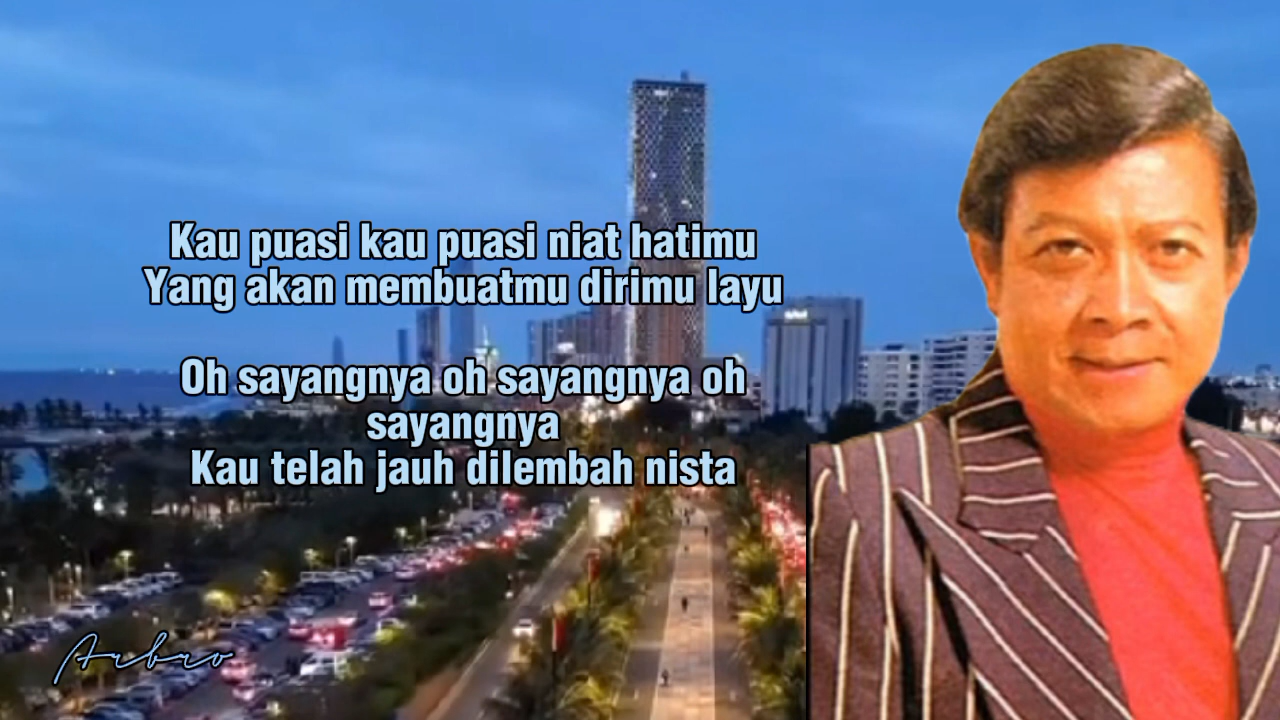 Kau puasi kau puasi niat hatimu
Yang akan membuatmu dirimu layu
Oh sayangnya oh sayangnya oh
sayangnya
Kau telah jauh dilembah nista
Arbro